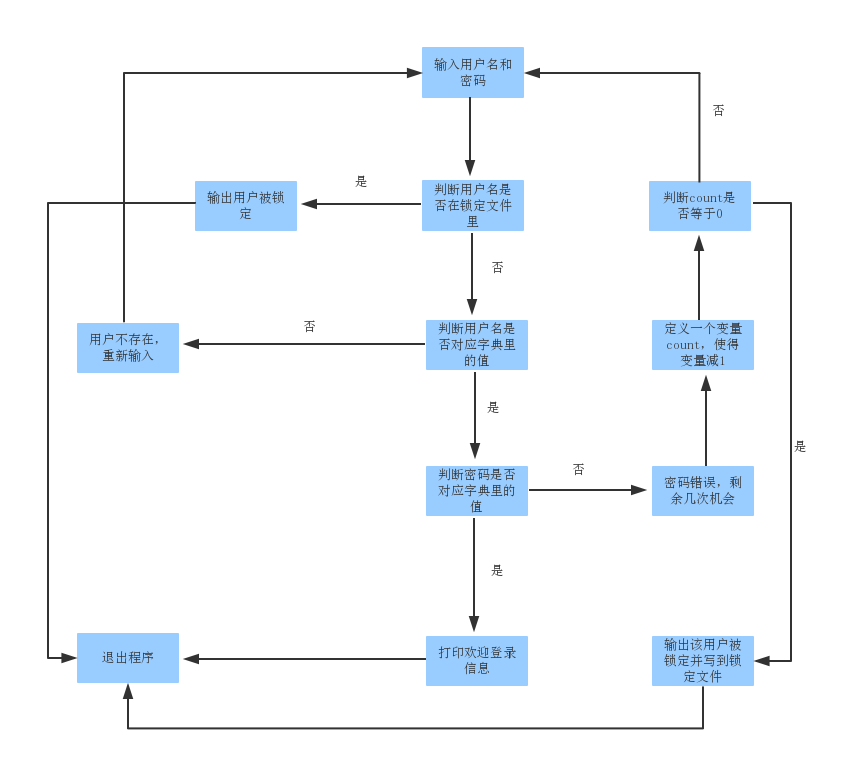 输入用户名和
密码
否
是
输出用户被锁
定
判断用户名是
否在锁定文件
里
判断count是
否等于0
否
否
用户不存在，
重新输入
判断用户名是
否对应字典里
的值
定义一个变量
count，使得
变量减1
是
是
判断密码是否
对应字典里的
值
否
密码错误，剩
余几次机会
是
退出程序
打印欢迎登录
信息
输出该用户被
锁定并写到锁
定文件